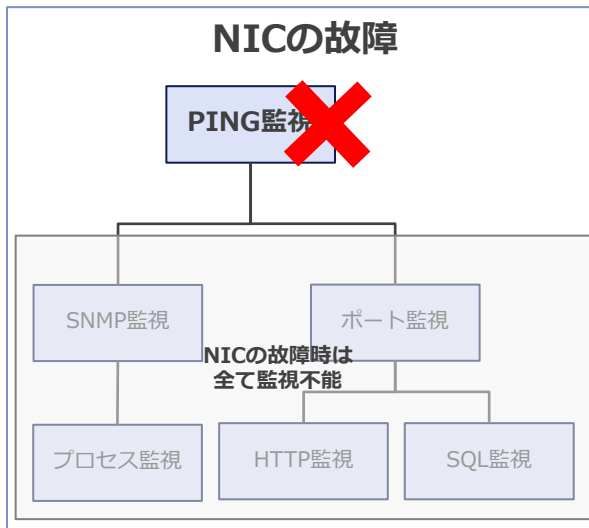 NICの故障
PING監視
SNMP監視
ポート監視
NICの故障時は
全て監視不能
プロセス監視
HTTP監視
SQL監視